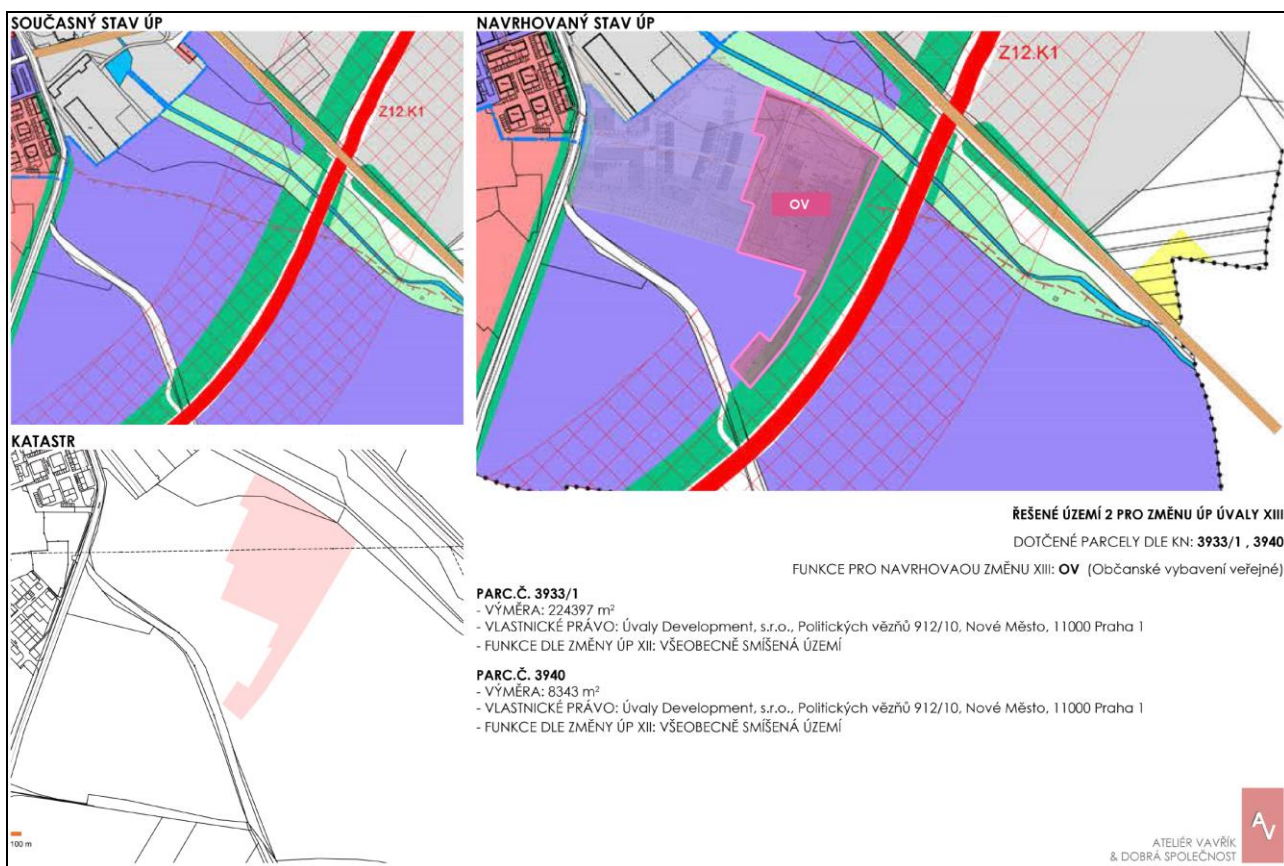 SOUČASNÝ STAV ÚP
Z12.K1
NAVRHOVANÝ STAV ÚP
Z12.K1
OV
KATASTR
100 m
ŘEŠENÉ ÚZEMÍ 2 PRO ZMĚNU ÚP ÚVALY XIII
DOTČENÉ PARCELY DLE KN: 3933/1 , 3940
FUNKCE PRO NAVRHOVAOU ZMĚNU XIII: OV (Občanské vybavení veřejné)
PARC.Č. 3933/1
- VÝMĚRA: 224397 m²
- VLASTNICKÉ PRÁVO: Úvaly Development, s.r.o., Politických vězňů 912/10, Nové Město, 11000 Praha 1
- FUNKCE DLE ZMĚNY ÚP XII: VŠEOBECNĚ SMÍŠENÁ ÚZEMÍ
PARC.Č. 3940
- VÝMĚRA: 8343 m²
- VLASTNICKÉ PRÁVO: Úvaly Development, s.r.o., Politických vězňů 912/10, Nové Město, 11000 Praha 1
- FUNKCE DLE ZMĚNY ÚP XII: VŠEOBECNĚ SMÍŠENÁ ÚZEMÍ
ATELIÉR VAVŘÍK
& DOBRÁ SPOLEČNOST
AV